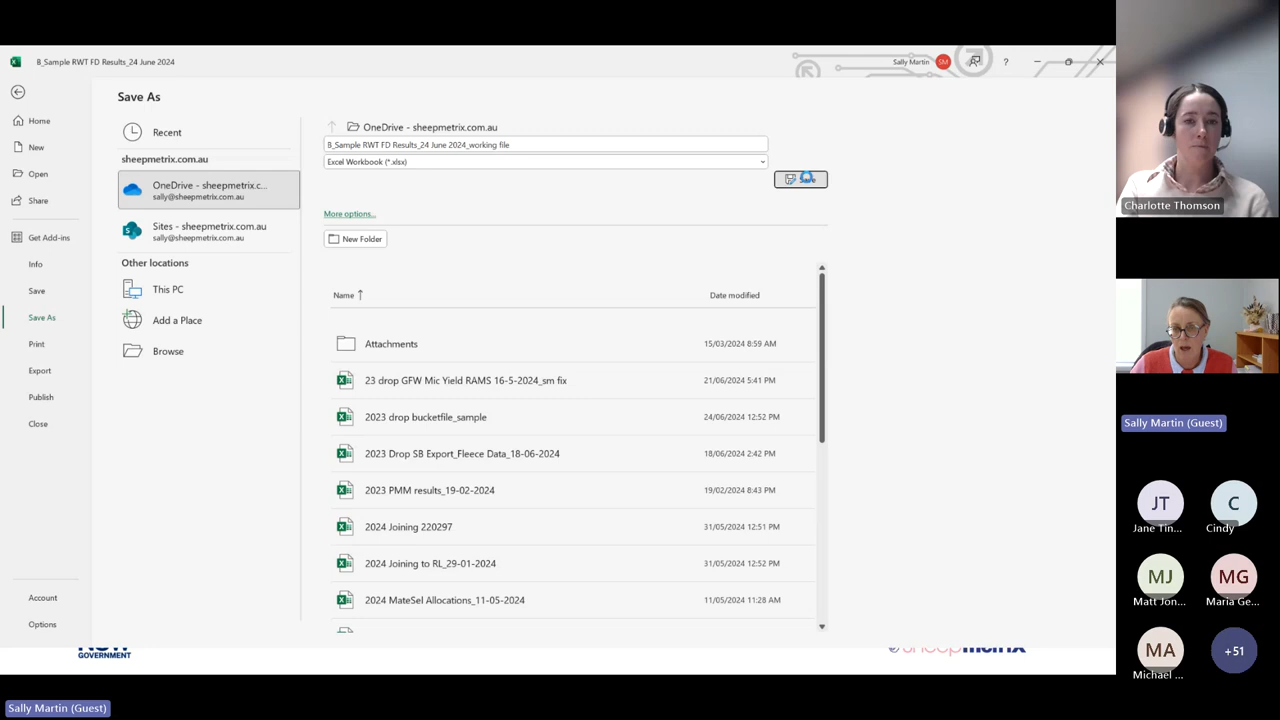 B_Sample RWT FD Results_24 June 2024
Sally Martin
SM
?
Save As
Home
New
Open
Share
Get Add-ins
Info
Save
Save As
Print
Export
Publish
Close
Account
Options
Recent
sheepmetrix.com.au
OneDrive - sheepmetrix.c...
sally@sheepmetrix.com.au
Sites - sheepmetrix.com.au
sally@sheepmetrix.com.au
Other locations
This PC
Add a Place
Browse
OneDrive - sheepmetrix.com.au
B_Sample RWT FD Results_24 June 2024_working file
Excel Workbook (*.xlsx)
Save
More options...
New Folder
Name Date modified
Attachments 15/03/2024 8:59 AM
23 drop GFW Mic Yield RAMS 16-5-2024_sm fix 21/06/2024 5:41 PM
2023 drop bucketfile_sample 24/06/2024 12:52 PM
2023 Drop SB Export_Fleece Data_18-06-2024 18/06/2024 2:42 PM
2023 PMM results_19-02-2024 19/02/2024 8:43 PM
2024 Joining 220297 31/05/2024 12:51 PM
2024 Joining to RL_29-01-2024 31/05/2024 12:52 PM
2024 MateSel Allocations_11-05-2024 11/05/2024 11:28 AM
NSW
GOVERNMENT
sheepmetrix
Charlotte Thomson
Sally Martin (Guest)
JT
Jane Tin...
C
Cindy
MJ
Matt Jon...
MG
Maria Ge...
MA
Michael ...
+51
Sally Martin (Guest)